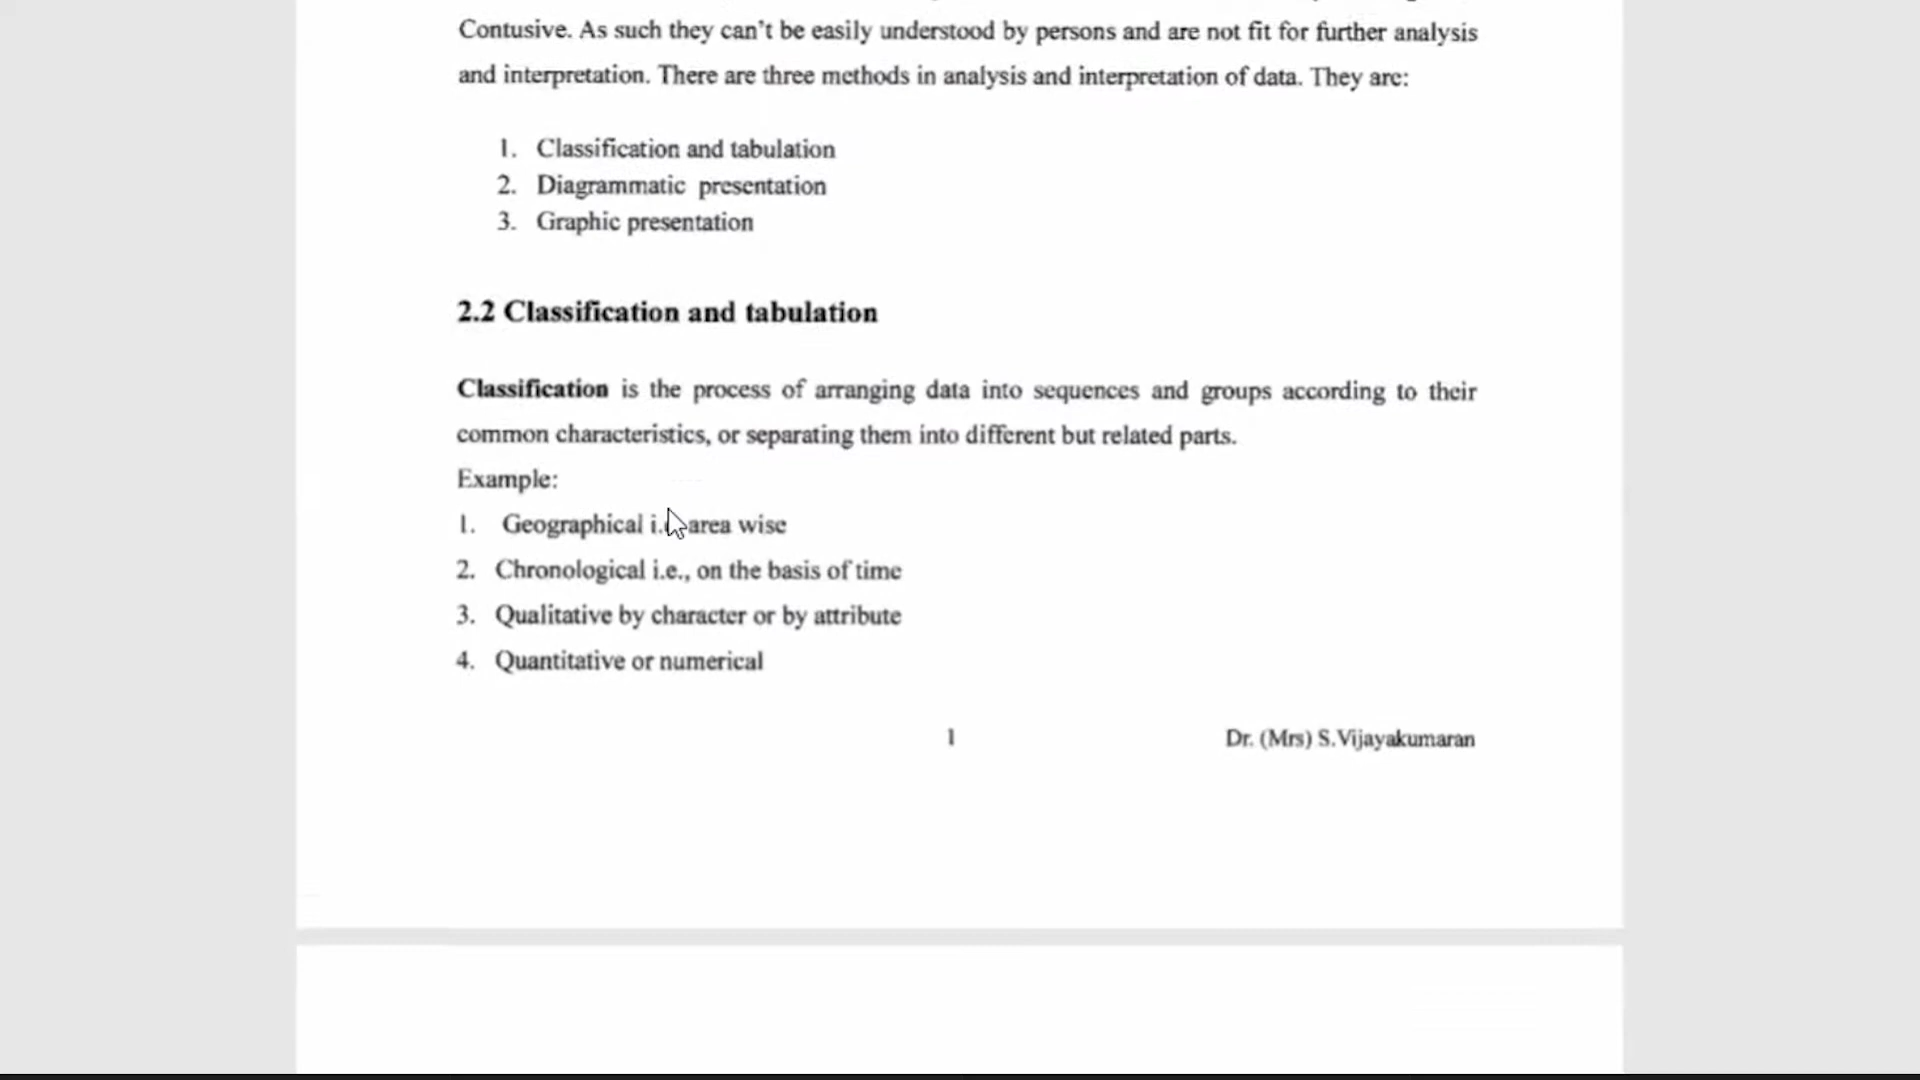 Contusive. As such they can't be easily understood by persons and are not fit for further analysis
and interpretation. There are three methods in analysis and interpretation of data. They are:
1. Classification and tabulation
2. Diagrammatic presentation
3. Graphic presentation
2.2 Classification and tabulation
Classification is the process of arranging data into sequences and groups according to their
common characteristics, or separating them into different but related parts.
Example:
1. Geographical area wise
2. Chronological i.e., on the basis of time
3. Qualitative by character or by attribute
4. Quantitative or numerical
1 Dr. (Mrs) S.Vijayakumaran